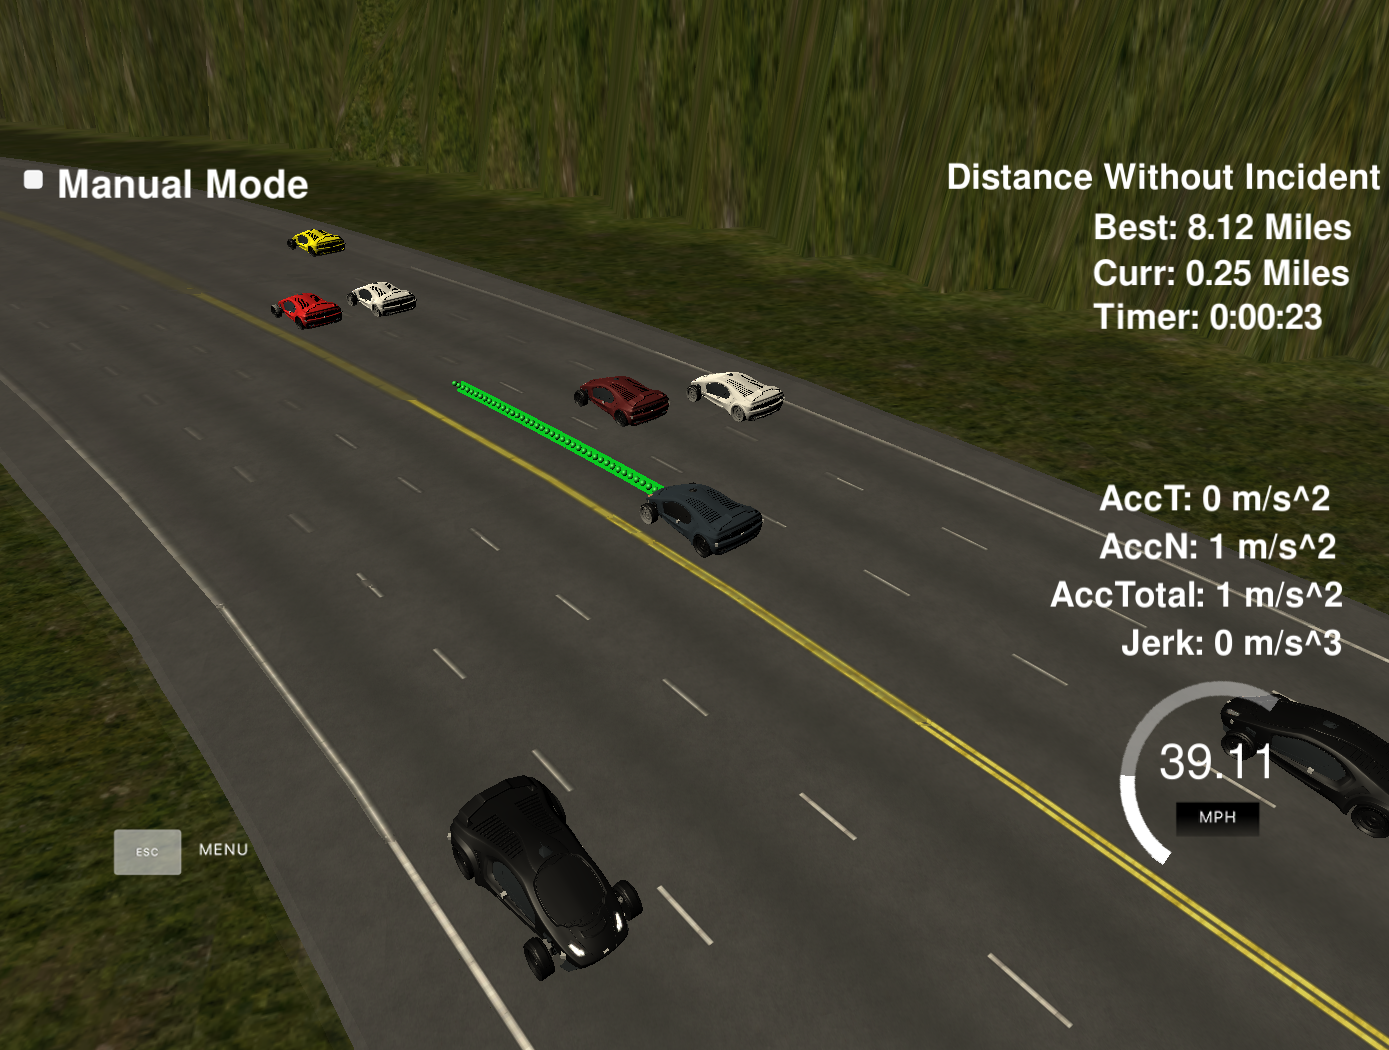 Manual Mode
Distance Without Incident
Best: 8.12 Miles
Curr: 0.25 Miles
Timer: 0:00:23
AccT: 0 m/s^2
AccN: 1 m/s^2
AccTotal: 1 m/s^2
Jerk: 0 m/s^3
39.11
MPH
ESC MENU